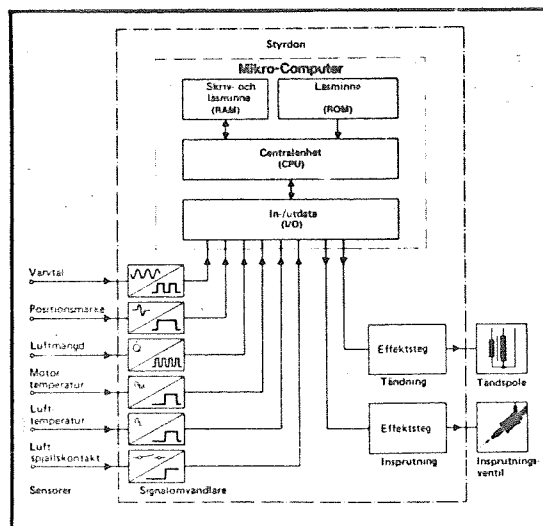 Styrdon
Mikro-Computer
Skriv- och
läsminne
(RAM)
Läsminne
(ROM)
Centralenhet
(CPU)
In-/utdata
(I/O)
Varvtal
Positionsmärke
Luftmängd
Motor
temperatur
Luft
temperatur
Luft
spjällskontakt
Sensorer
Signalomvandlare
Effektsteg
Tändning
Tändspole
Effektsteg
Insprutning
Insprutnings-
ventil